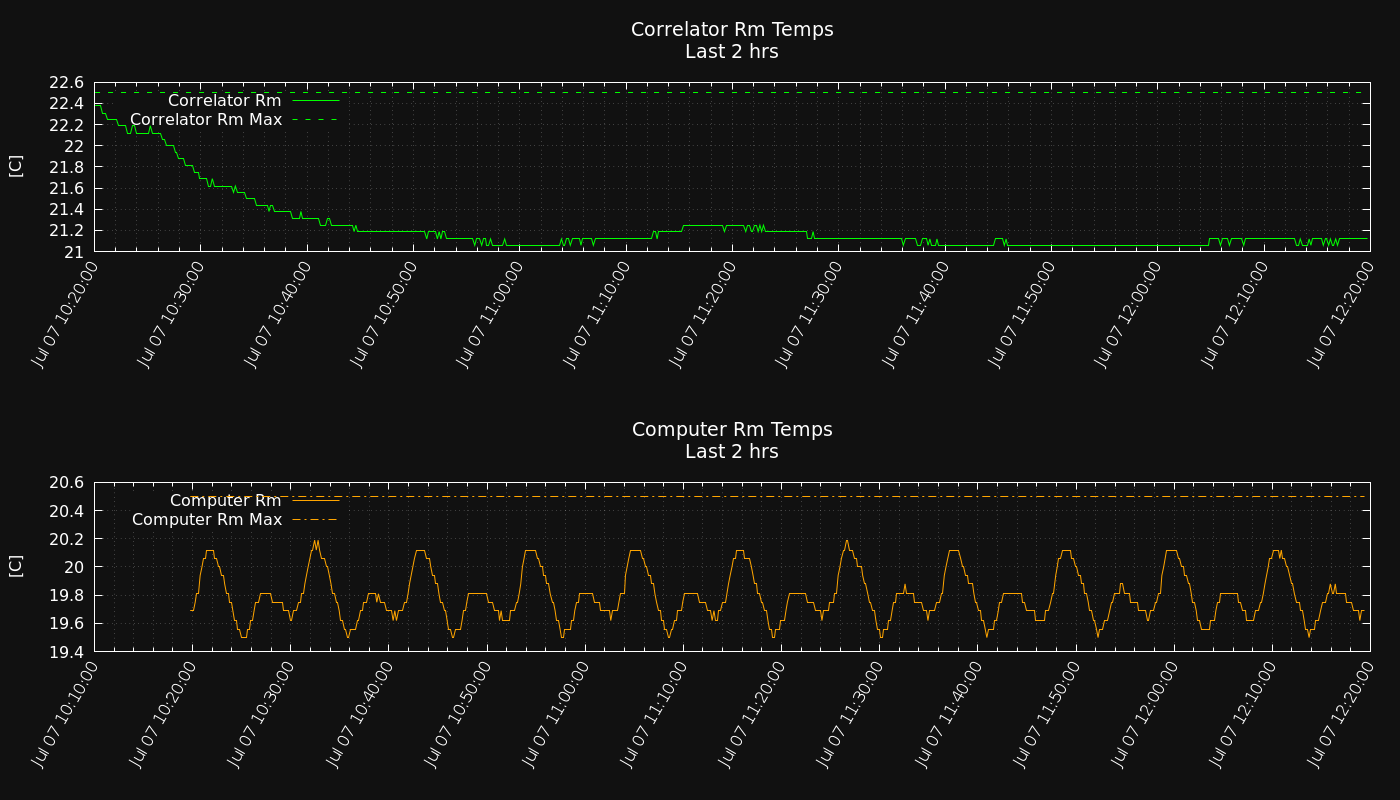 Correlator Rm Temps
Last 2 hrs
22.6
22.4
22.2
22
21.8
21.6
21.4
21.2
21
[C]
Correlator Rm
Correlator Rm Max
Jul 07 10:20:00
Jul 07 10:30:00
Jul 07 10:40:00
Jul 07 10:50:00
Jul 07 11:00:00
Jul 07 11:10:00
Jul 07 11:20:00
Jul 07 11:30:00
Jul 07 11:40:00
Jul 07 11:50:00
Jul 07 12:00:00
Jul 07 12:10:00
Jul 07 12:20:00
Computer Rm Temps
Last 2 hrs
20.6
20.4
20.2
20
19.8
19.6
19.4
[C]
Computer Rm
Computer Rm Max
Jul 07 10:10:00
Jul 07 10:20:00
Jul 07 10:30:00
Jul 07 10:40:00
Jul 07 10:50:00
Jul 07 11:00:00
Jul 07 11:10:00
Jul 07 11:20:00
Jul 07 11:30:00
Jul 07 11:40:00
Jul 07 11:50:00
Jul 07 12:00:00
Jul 07 12:10:00
Jul 07 12:20:00